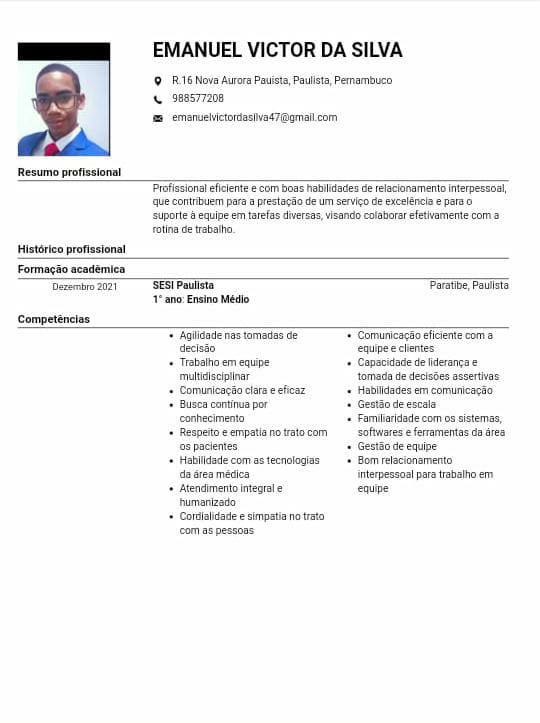 EMANUEL VICTOR DA SILVA
R.16 Nova Aurora Pauista, Paulista, Pernambuco
988577208
emanuelvictordasilva47@gmail.com
Resumo profissional
Profissional eficiente e com boas habilidades de relacionamento interpessoal,
que contribuem para a prestação de um serviço de excelência e para o
suporte à equipe em tarefas diversas, visando colaborar efetivamente com a
rotina de trabalho.
Histórico profissional
Formação acadêmica
Dezembro 2021
SESI Paulista
Paratibe, Paulista
1° ano: Ensino Médio
Competências
• Agilidade nas tomadas de
decisão
• Trabalho em equipe
multidisciplinar
• Comunicação clara e eficaz
• Busca contínua por
conhecimento
• Respeito e empatia no trato com
os pacientes
• Habilidade com as tecnologias
da área médica
• Atendimento integral e
humanizado
• Cordialidade e simpatia no trato
com as pessoas
• Comunicação eficiente com a
equipe e clientes
• Capacidade de liderança e
tomada de decisões assertivas
• Habilidades em comunicação
• Gestão de escala
• Familiaridade com os sistemas,
softwares e ferramentas da área
• Gestão de equipe
• Bom relacionamento
interpessoal para trabalho em
equipe